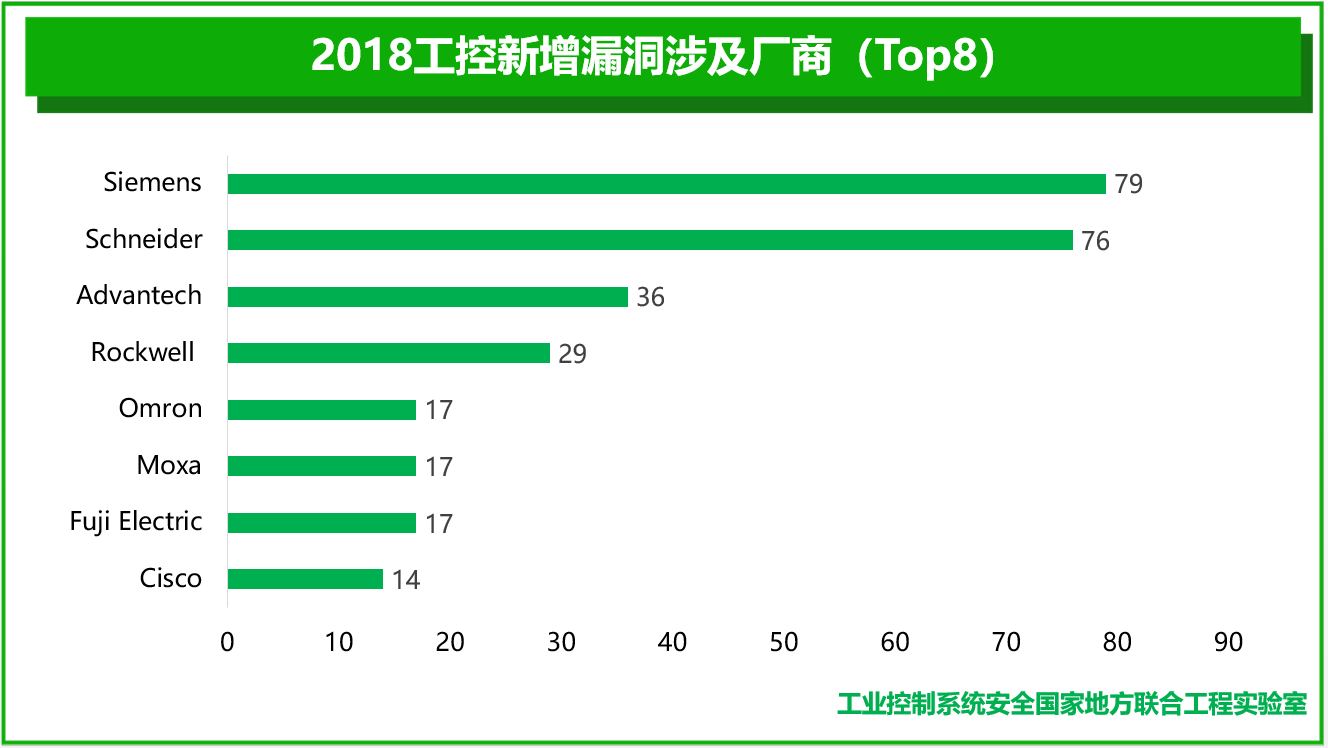 2018工控新增漏洞涉及厂商（Top8）
Siemens 79
Schneider 76
Advantech 36
Rockwell 29
Omron 17
Moxa 17
Fuji Electric 17
Cisco 14
0 10 20 30 40 50 60 70 80 90
工业控制系统安全国家地方联合工程实验室